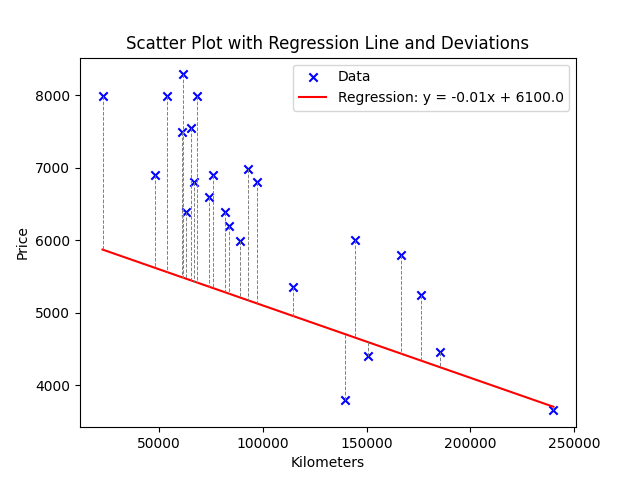 Scatter Plot with Regression Line and Deviations
Data
Regression: y = -0.01x + 6100.0
8000
7000
6000
5000
4000
Price
50000
100000
150000
200000
250000
Kilometers